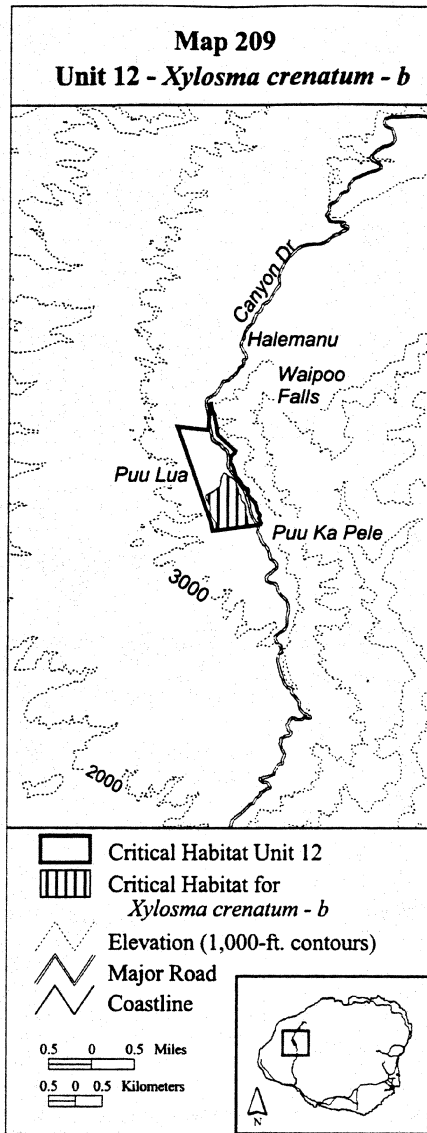 Map 209
Unit 12 - Xylosma crenatum - b
Canyon Dr
Halemanu
Waipoo
Falls
Puu Lua
Puu Ka Pele
3000
2000
Critical Habitat Unit 12
Critical Habitat for
Xylosma crenatum - b
Elevation (1,000-ft. contours)
Major Road
Coastline
0.5 0 0.5 Miles
0.5 0 0.5 Kilometers
N